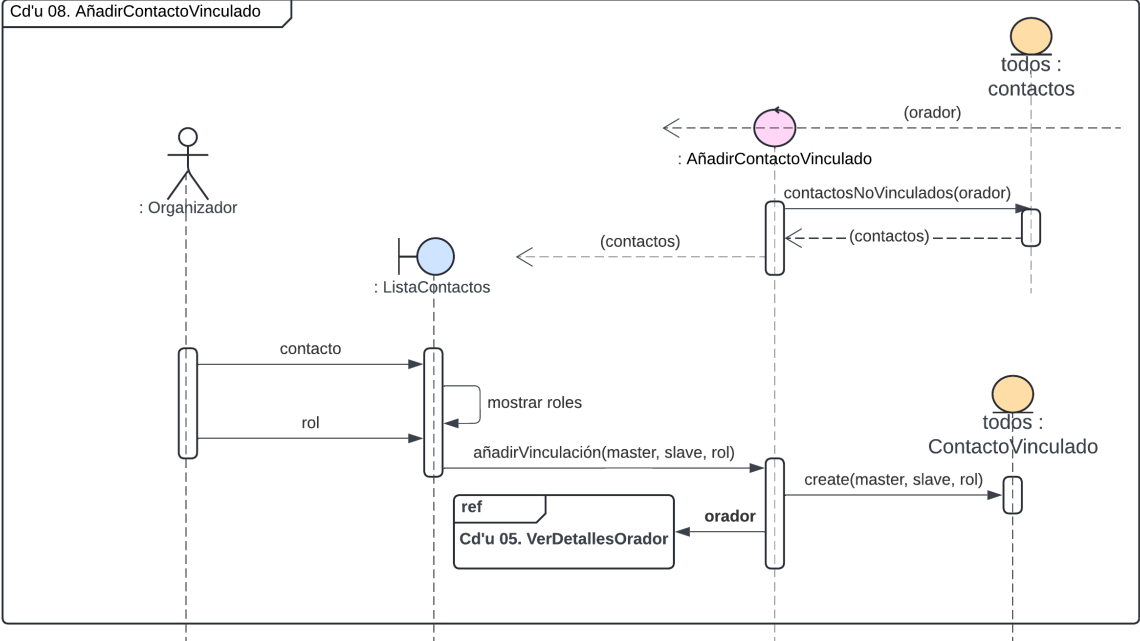 Cd'u 08. AñadirContactoVinculado
todos :
contactos
(orador)
: AñadirContactoVinculado
contactosNoVinculados(orador)
: Organizador
(contactos)
(contactos)
: ListaContactos
contacto
mostrar roles
rol
todos :
ContactoVinculado
añadirVinculación(master, slave, rol)
create(master, slave, rol)
ref
orador
Cd'u 05. VerDetallesOrador